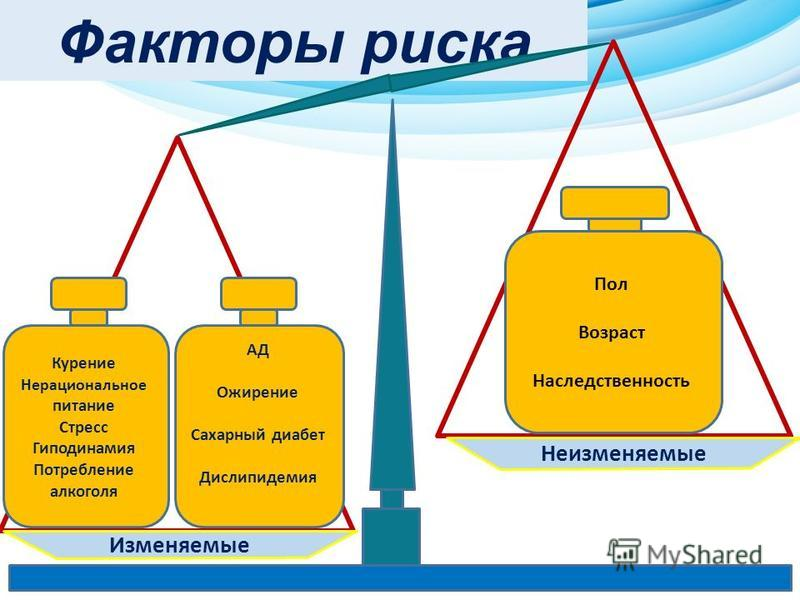 Факторы риска
Курение
Нерациональное
питание
Стресс
Гиподинамия
Потребление
алкоголя
АД
Ожирение
Сахарный диабет
Дислипидемия
Изменяемые
Пол
Возраст
Наследственность
Неизменяемые
MyShared